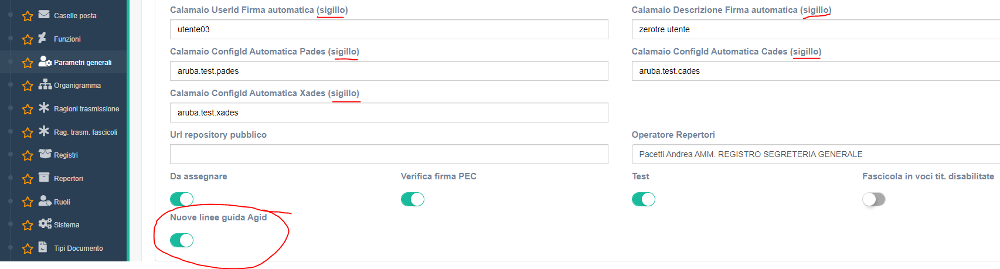 Caselle posta
Funzioni
Parametri generali
Organigramma
Ragioni trasmissione
Rag. trasm. fascicoli
Registri
Repertori
Ruoli
Sistema
Tipi Documento
Calamaio UserId Firma automatica (sigillo)
Calamaio Descrizione Firma automatica (sigillo)
utente03
zerotre utente
Calamaio ConfigId Automatica Pades (sigillo)
Calamaio ConfigId Automatica Cades (sigillo)
aruba.test.pades
aruba.test.cades
Calamaio ConfigId Automatica Xades (sigillo)
aruba.test.xades
Url repository pubblico
Operatore Repertori
Pacetti Andrea AMM. REGISTRO SEGRETERIA GENERALE
Da assegnare
Verifica firma PEC
Test
Fascicola in voci tit. disabilitate
Nuove linee guida Agid